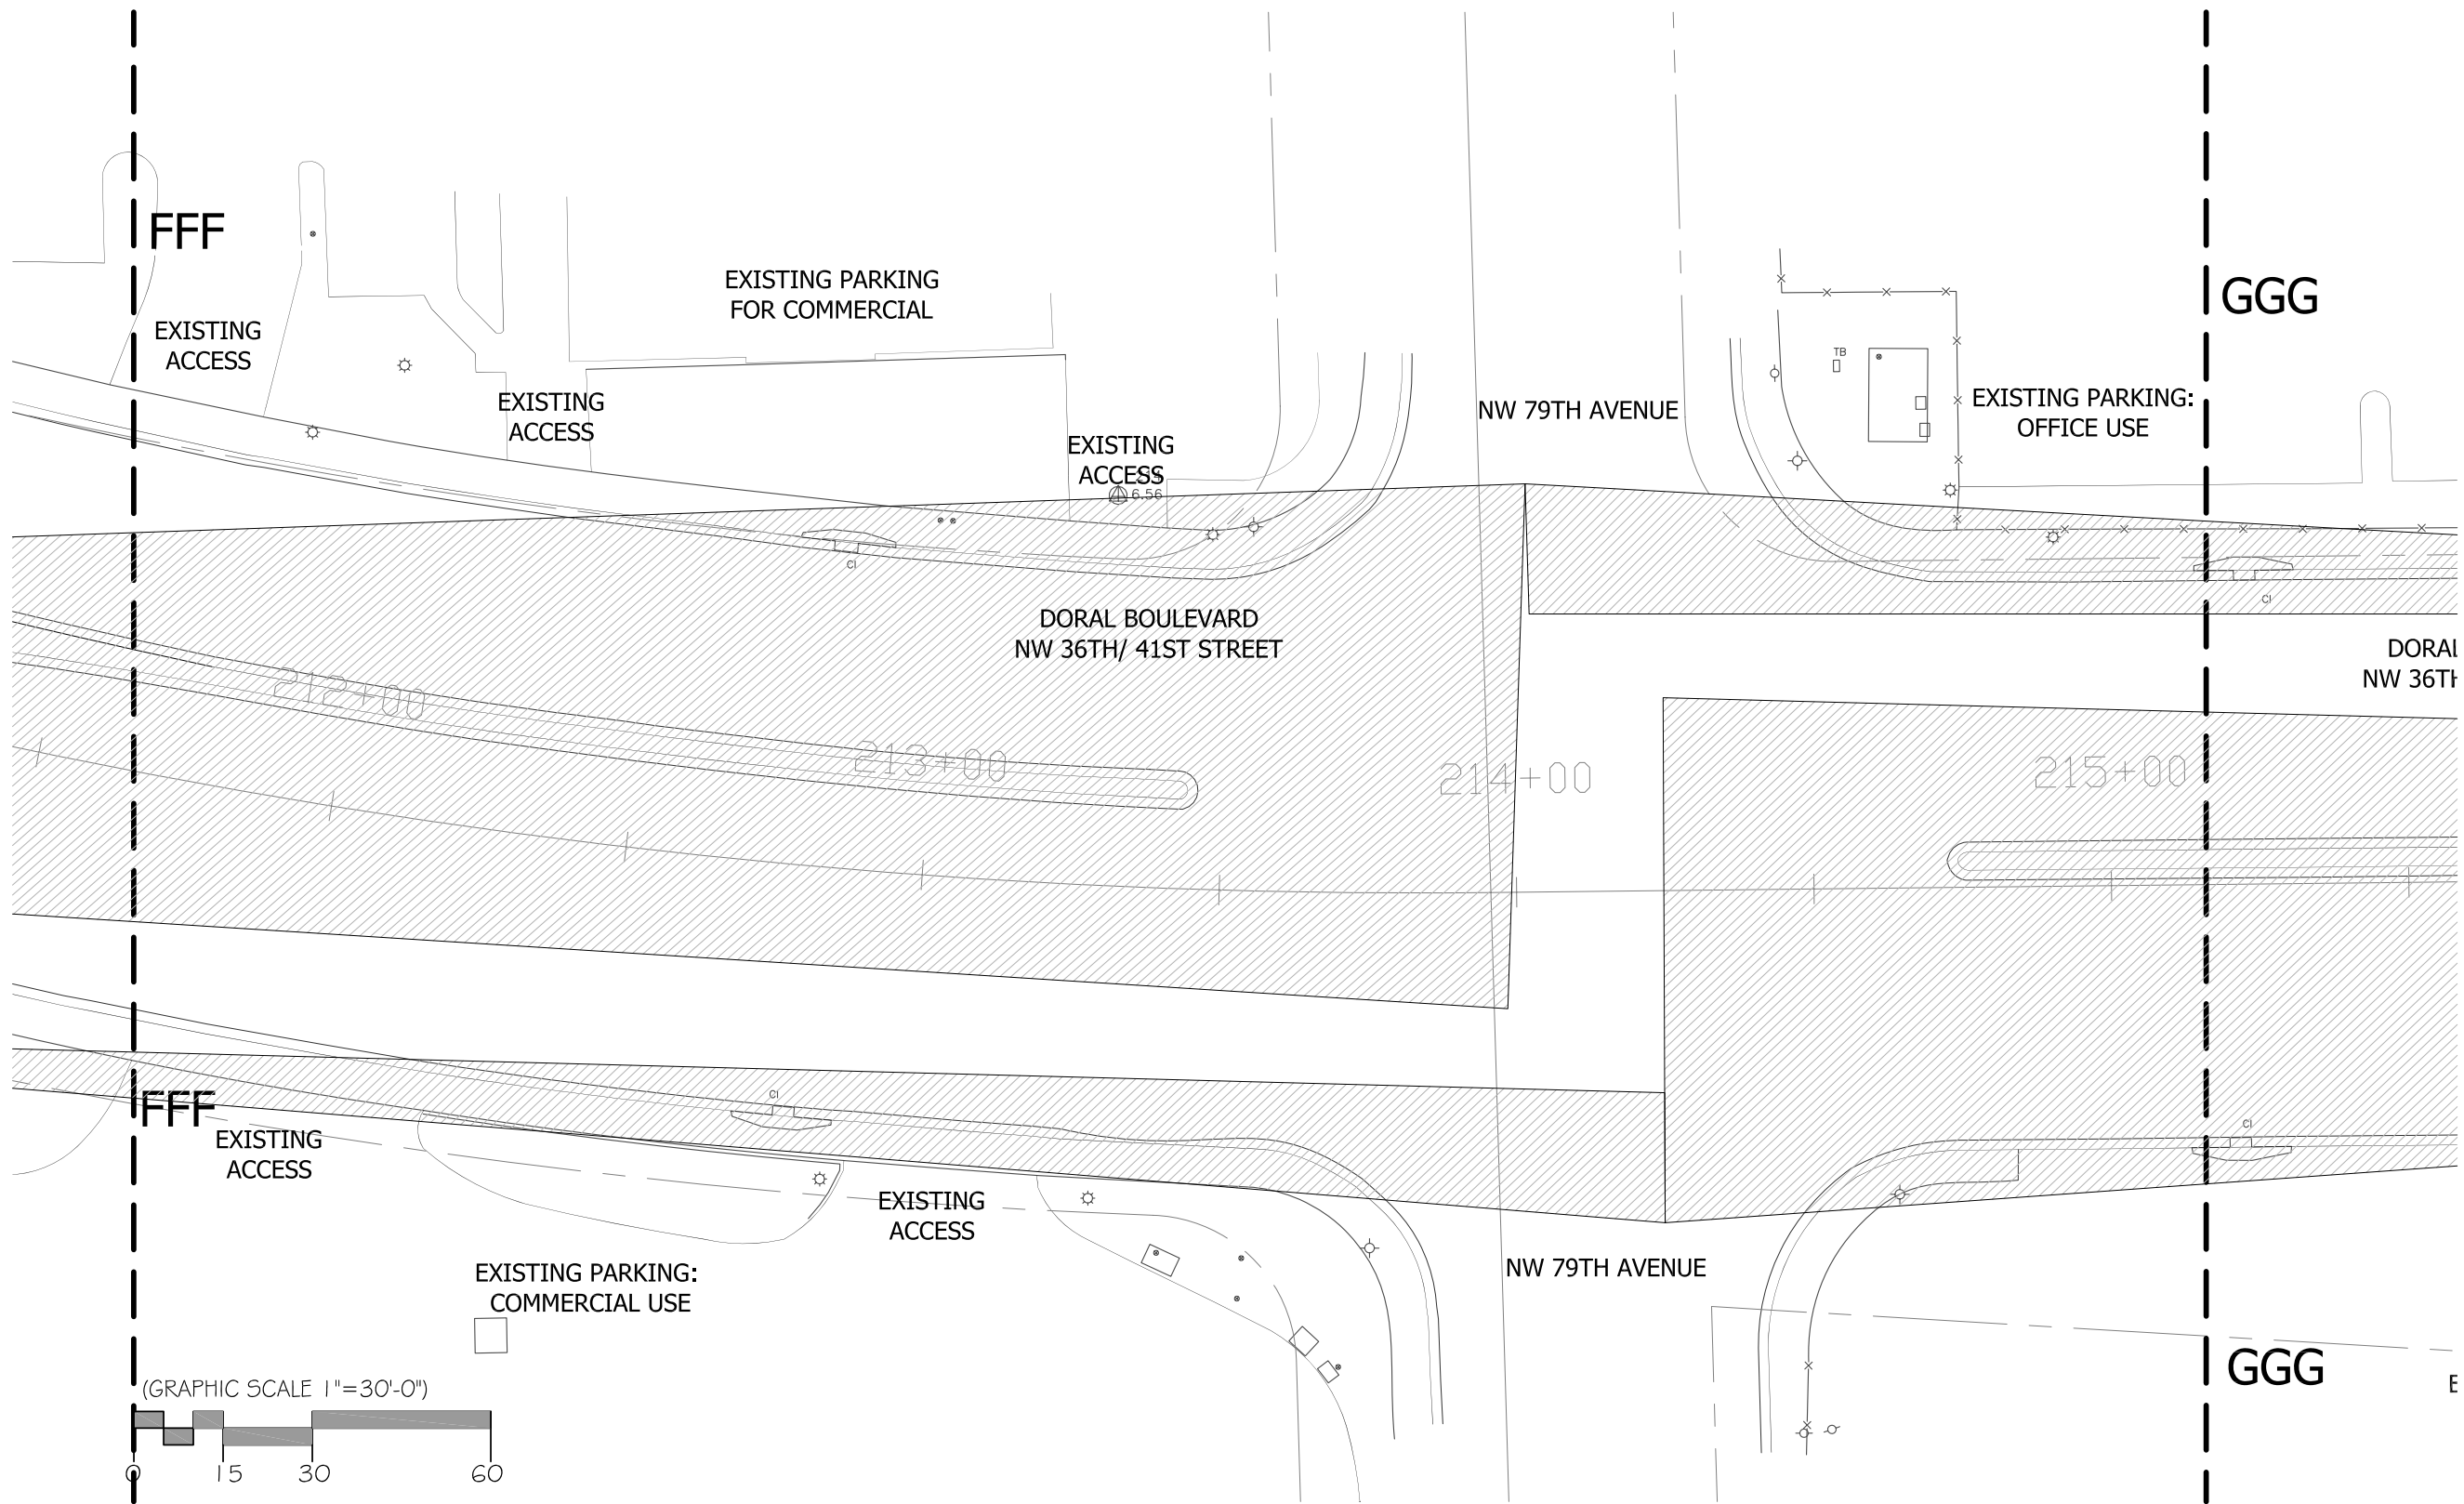 FFF
GGG
EXISTING PARKING
FOR COMMERCIAL
EXISTING
ACCESS
EXISTING
ACCESS
EXISTING
ACCESS
6.56
NW 79TH AVENUE
TB
EXISTING PARKING:
OFFICE USE
CI
CI
DORAL BOULEVARD
NW 36TH/ 41ST STREET
DORAL
NW 36TH
212+00
213+00
214+00
215+00
CI
CI
FFF
EXISTING
ACCESS
EXISTING
ACCESS
EXISTING PARKING:
COMMERCIAL USE
NW 79TH AVENUE
GGG
E
(GRAPHIC SCALE 1"=30'-0")
0 15 30 60